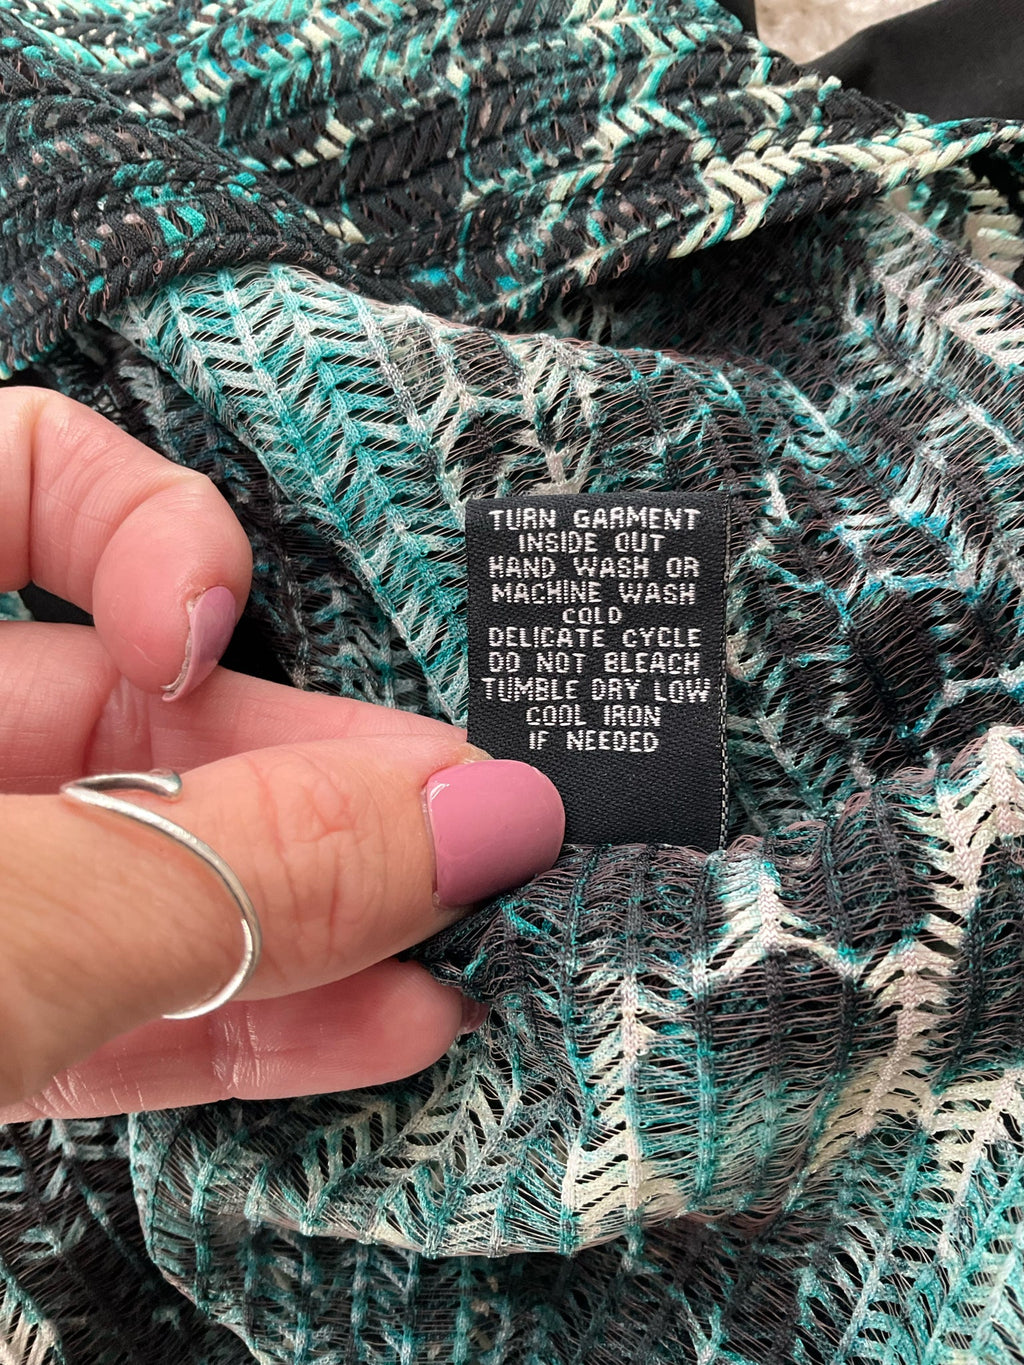 TURN GARMENT
INSIDE OUT
HAND WASH OR
MACHINE WASH
COLD
DELICATE CYCLE
DO NOT BLEACH
TUMBLE DRY LOW
COOL IRON
IF NEEDED